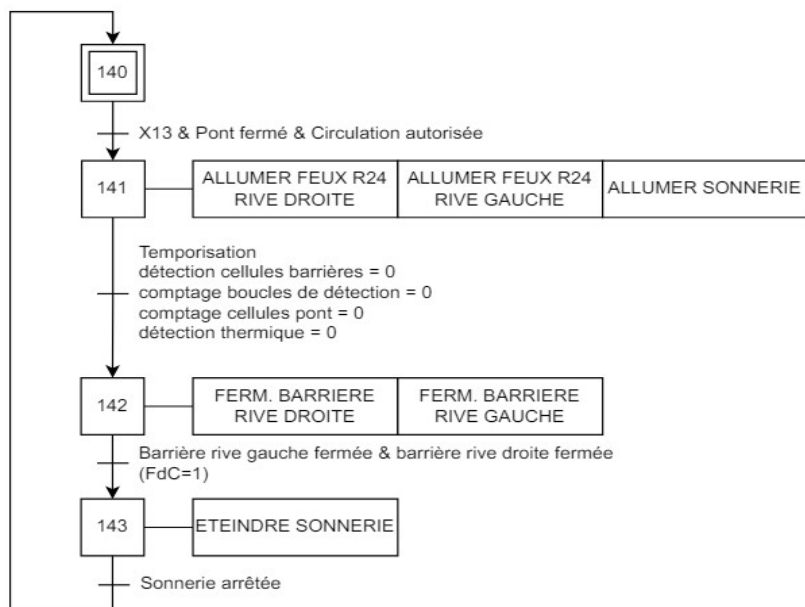 140
X13 & Pont fermé & Circulation autorisée
141
ALLUMER FEUX R24
RIVE DROITE
ALLUMER FEUX R24
RIVE GAUCHE
ALLUMER SONNERIE
Temporisation
détection cellules barrières = 0
comptage boucles de détection = 0
comptage cellules pont = 0
détection thermique = 0
142
FERM. BARRIERE
RIVE DROITE
FERM. BARRIERE
RIVE GAUCHE
Barrière rive gauche fermée & barrière rive droite fermée
(FdC=1)
143
ETEINDRE SONNERIE
Sonnerie arrêtée